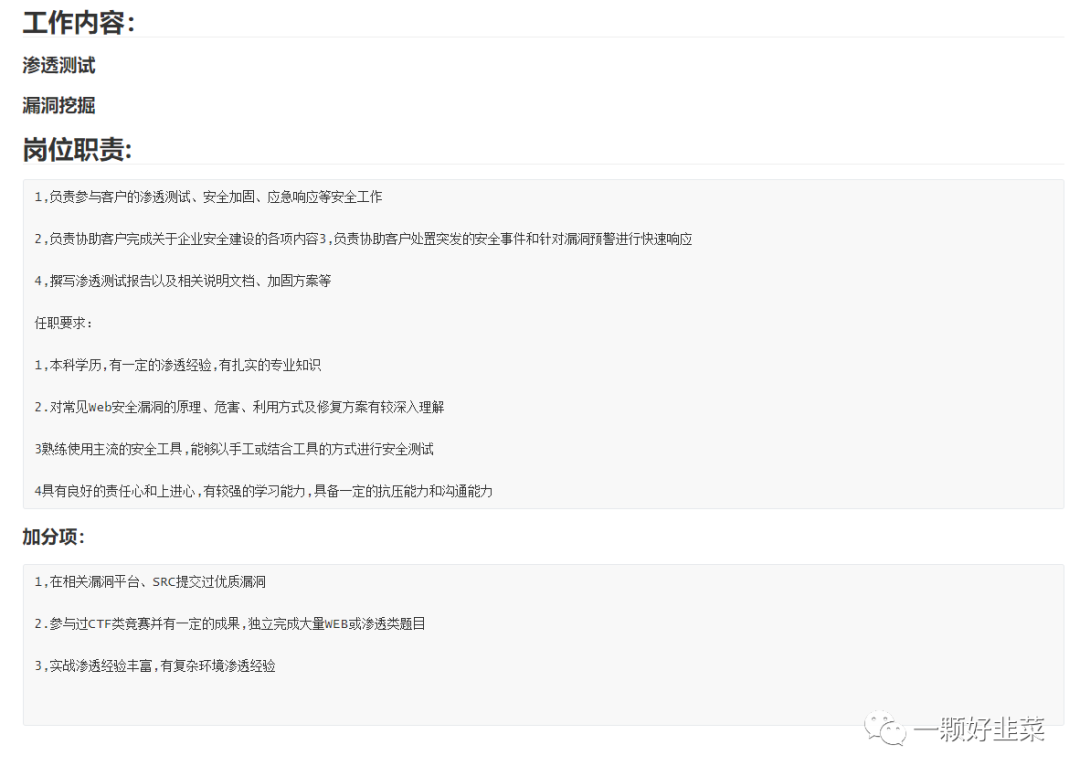 工作内容：
渗透测试
漏洞挖掘
岗位职责:
1,负责参与客户的渗透测试、安全加固、应急响应等安全工作
2,负责协助客户完成关于企业安全建设的各项内容3,负责协助客户处置突发的安全事件和针对漏洞预警进行快速响应
4,撰写渗透测试报告以及相关说明文档、加固方案等
任职要求:
1,本科学历,有一定的渗透经验,有扎实的专业知识
2.对常见Web安全漏洞的原理、危害、利用方式及修复方案有较深入理解
3熟练使用主流的安全工具,能够以手工或结合工具的方式进行安全测试
4具有良好的责任心和上进心,有较强的学习能力,具备一定的抗压能力和沟通能力
加分项：
1,在相关漏洞平台、SRC提交过优质漏洞
2.参与过CTF类竞赛并有一定的成果,独立完成大量WEB或渗透类题目
3,实战渗透经验丰富,有复杂环境渗透经验
一颗好韭菜